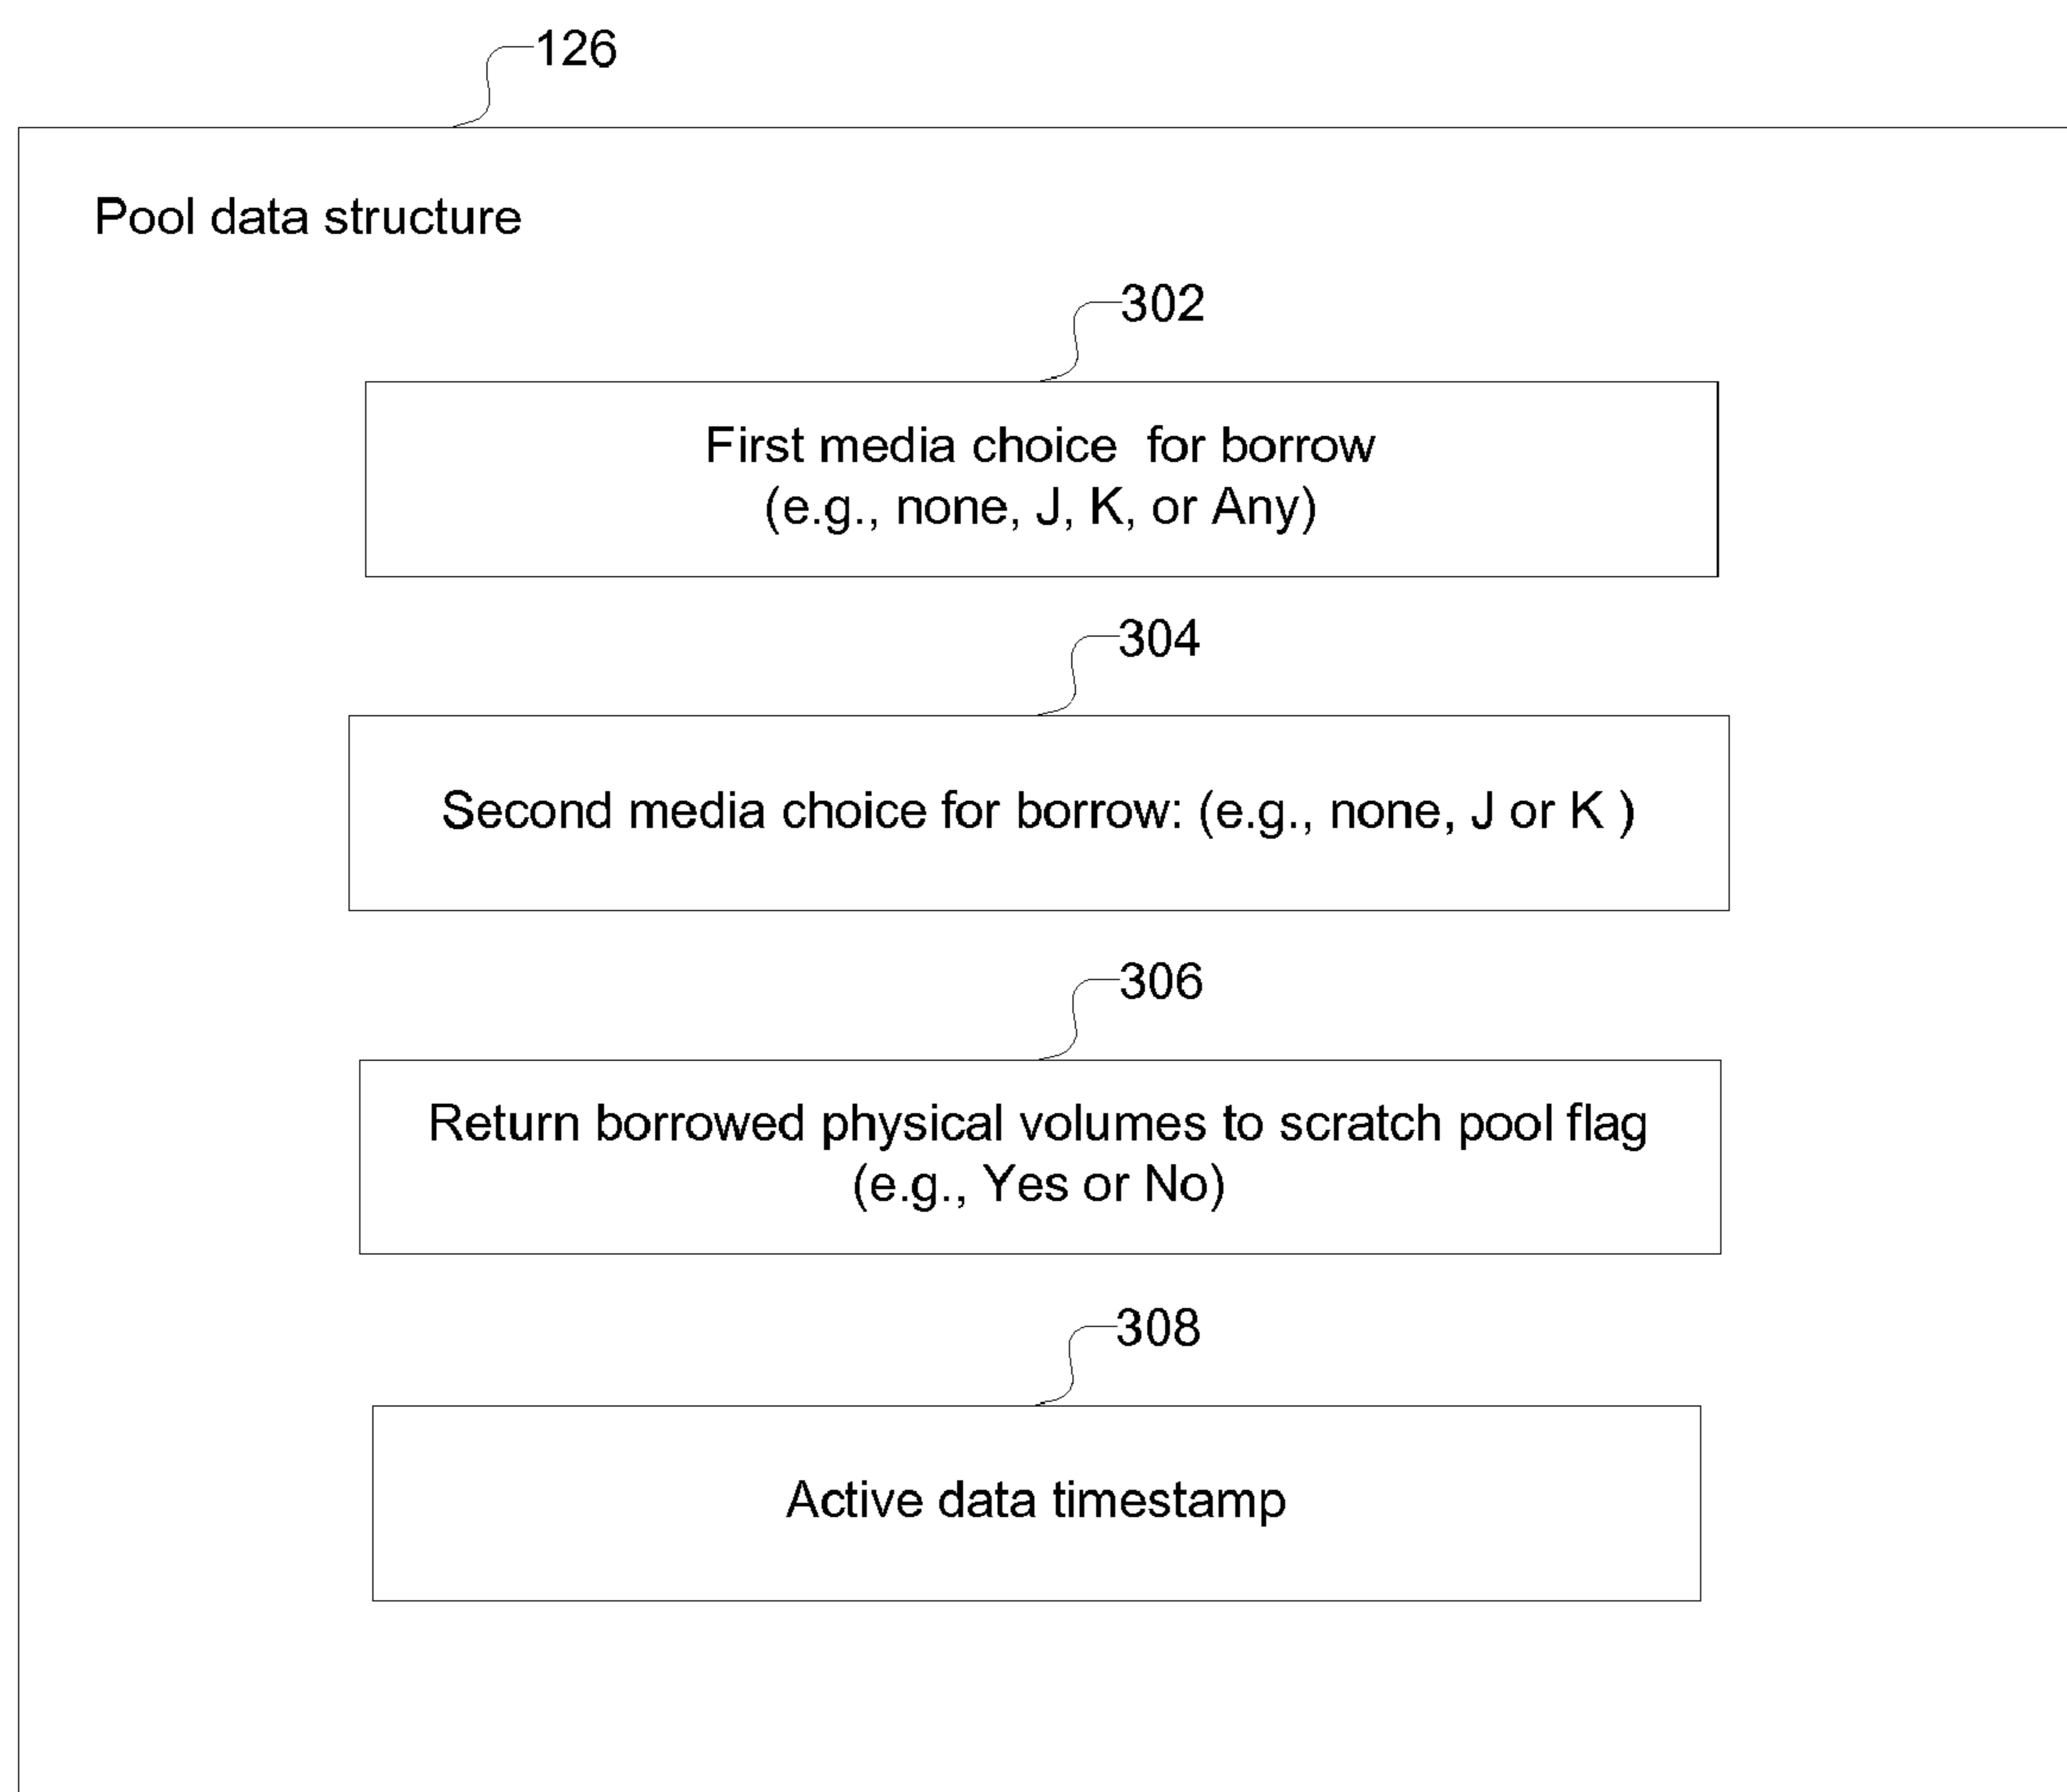 126
Pool data structure
302
First media choice for borrow
(e.g., none, J, K, or Any)
304
Second media choice for borrow: (e.g., none, J or K )
306
Return borrowed physical volumes to scratch pool flag
(e.g., Yes or No)
308
Active data timestamp